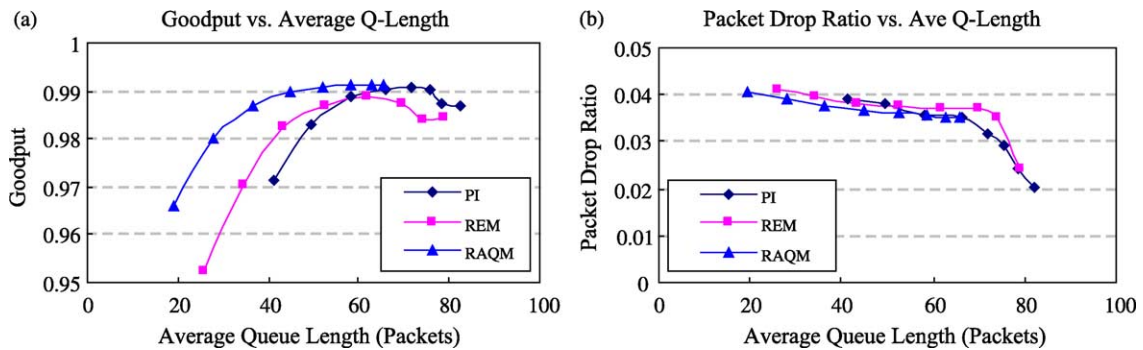 (a) Goodput vs. Average Q-Length
1
0.99
0.98
0.97
0.96
0.95
Goodput
PI
REM
RAQM
0 20 40 60 80 100
Average Queue Length (Packets)
(b) Packet Drop Ratio vs. Ave Q-Length
0.05
0.04
0.03
0.02
0.01
0
Packet Drop Ratio
PI
REM
RAQM
0 20 40 60 80 100
Average Queue Length (Packets)